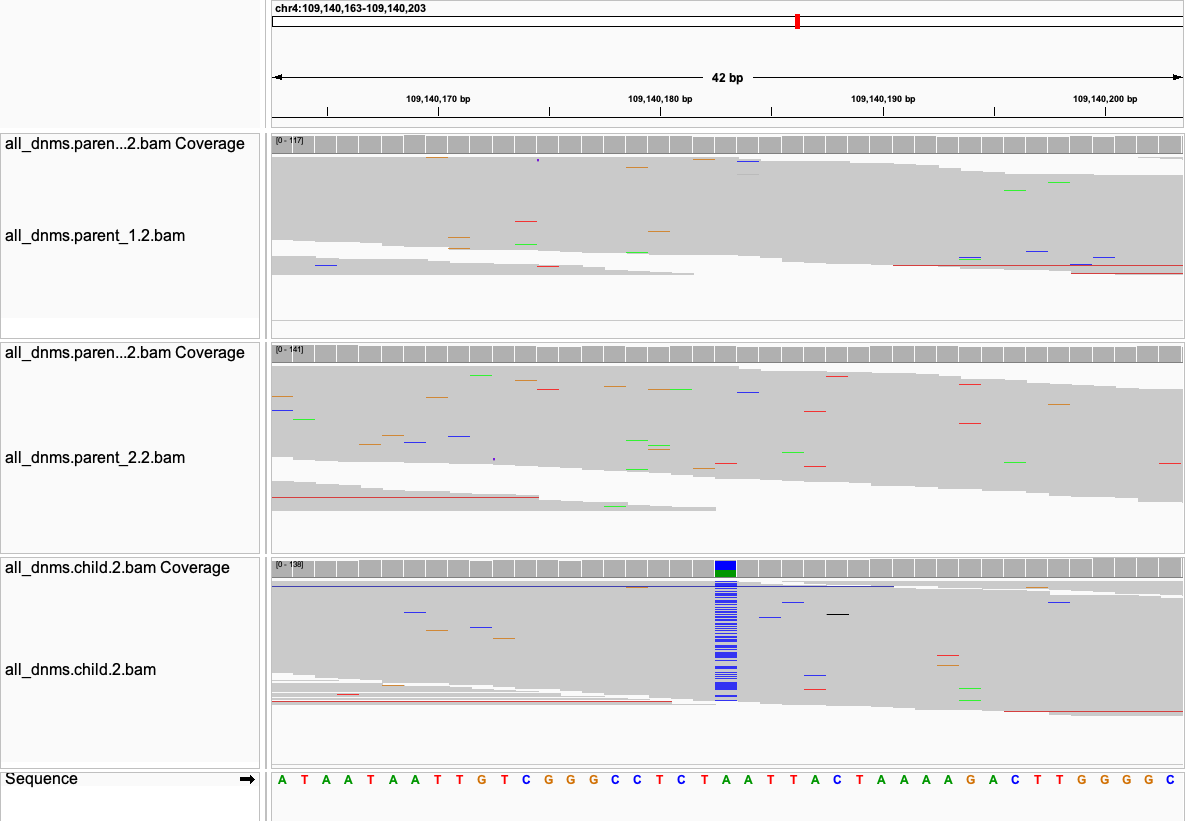 chr4:109,140,163-109,140,203
42 bp
109,140,170 bp 109,140,180 bp 109,140,190 bp 109,140,200 bp
all_dnms.paren...2.bam Coverage
[0 - 117]
all_dnms.parent_1.2.bam
all_dnms.paren...2.bam Coverage
[0 - 141]
all_dnms.parent_2.2.bam
all_dnms.child.2.bam Coverage
[0 - 138]
all_dnms.child.2.bam
Sequence A T A A T A A T T G T C G G G C C T C T A A T T A C T A A A A G A C T T G G G G C